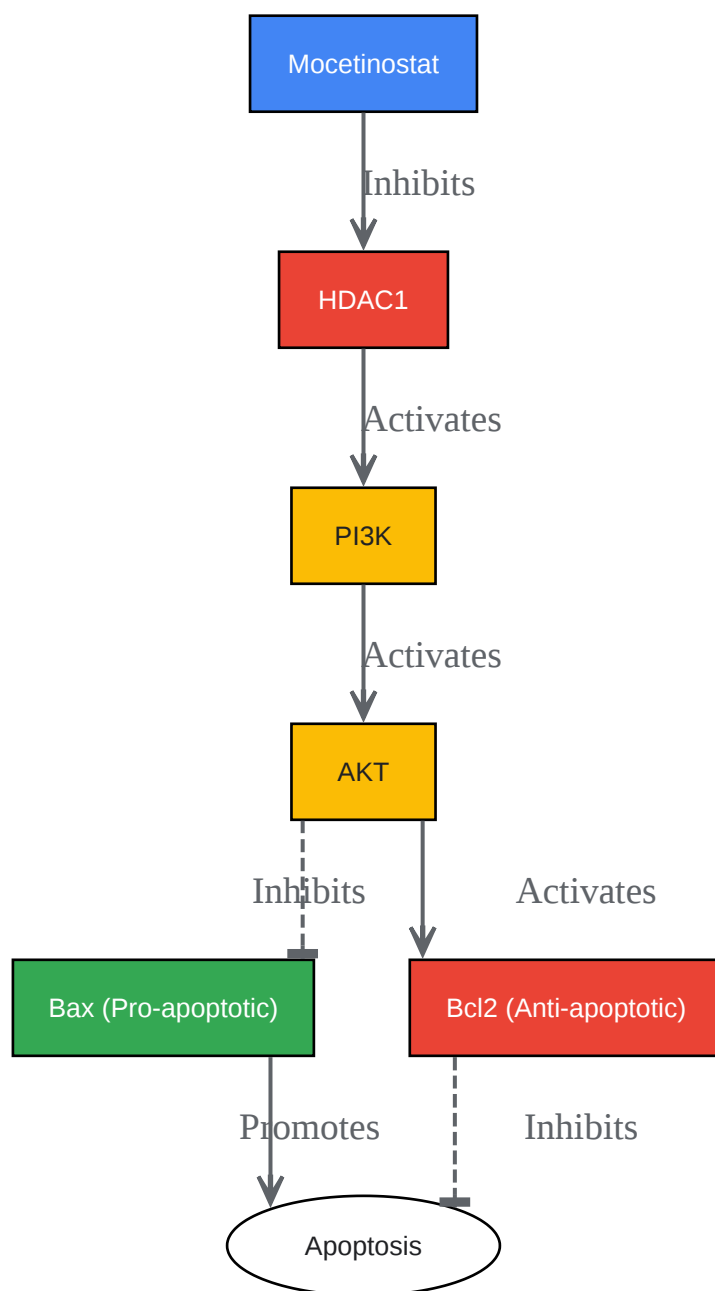 Mocetinostat
Inhibits
HDAC1
Activates
PI3K
Activates
AKT
Inhibits
Activates
Bax (Pro-apoptotic)
Bcl2 (Anti-apoptotic)
Promotes
Inhibits
Apoptosis